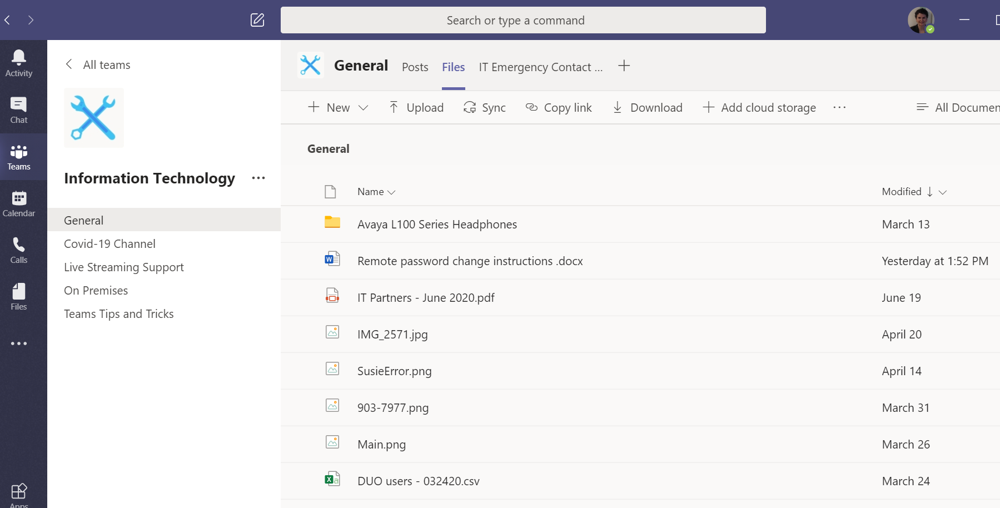 Search or type a command
Activity
Chat
Teams
Calendar
Calls
Files
Apps
All teams
Information Technology
General
Covid-19 Channel
Live Streaming Support
On Premises
Teams Tips and Tricks
General Posts Files IT Emergency Contact ...
New Upload Sync Copy link Download Add cloud storage All Documen
General
Name Modified
Avaya L100 Series Headphones March 13
Remote password change instructions .docx Yesterday at 1:52 PM
IT Partners - June 2020.pdf June 19
IMG_2571.jpg April 20
SusieError.png April 14
903-7977.png March 31
Main.png March 26
DUO users - 032420.csv March 24